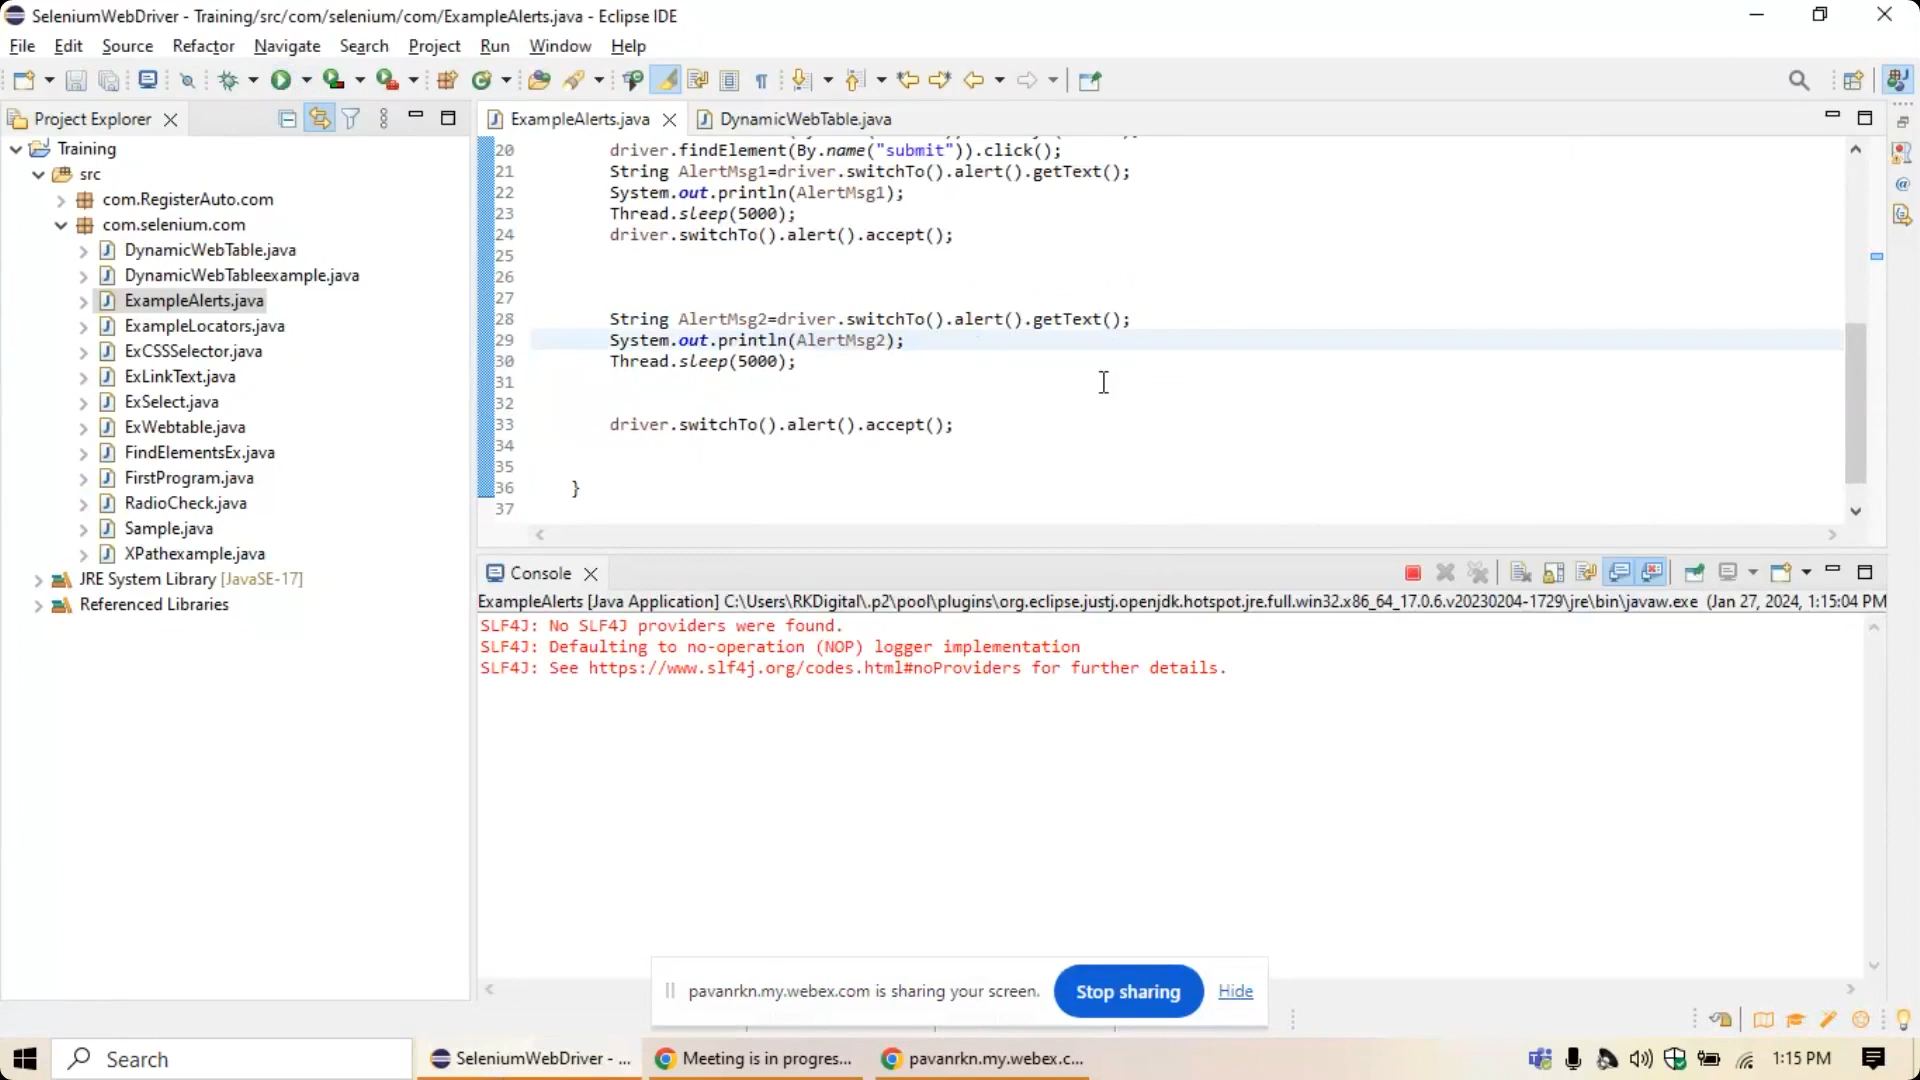 SeleniumWebDriver - Training/src/com/selenium/com/ExampleAlerts.java - Eclipse IDE
File Edit Source Refactor Navigate Search Project Run Window Help
Project Explorer
Training
src
com.RegisterAuto.com
com.selenium.com
DynamicWebTable.java
DynamicWebTableexample.java
ExampleAlerts.java
ExampleLocators.java
ExCSSSelector.java
ExLinkText.java
ExSelect.java
ExWebtable.java
FindElementsEx.java
FirstProgram.java
RadioCheck.java
Sample.java
XPathexample.java
JRE System Library [JavaSE-17]
Referenced Libraries
ExampleAlerts.java DynamicWebTable.java
20 driver.findElement(By.name("submit")).click();
21 String AlertMsg1=driver.switchTo().alert().getText();
22 System.out.println(AlertMsg1);
23 Thread.sleep(5000);
24 driver.switchTo().alert().accept();
25
26
27
28 String AlertMsg2=driver.switchTo().alert().getText();
29 System.out.println(AlertMsg2);
30 Thread.sleep(5000);
31
32
33 driver.switchTo().alert().accept();
34
35
36 }
37
Console
ExampleAlerts [Java Application] C:\Users\RKDigital\.p2\pool\plugins\org.eclipse.justj.openjdk.hotspot.jre.full.win32.x86_64_17.0.6.v20230204-1729\jre\bin\javaw.exe (Jan 27, 2024, 1:15:04 PM
SLF4J: No SLF4J providers were found.
SLF4J: Defaulting to no-operation (NOP) logger implementation
SLF4J: See https://www.slf4j.org/codes.html#noProviders for further details.
pavanrkn.my.webex.com is sharing your screen. Stop sharing Hide
Search
SeleniumWebDriver - ...
Meeting is in progres...
pavanrkn.my.webex.c...
1:15 PM